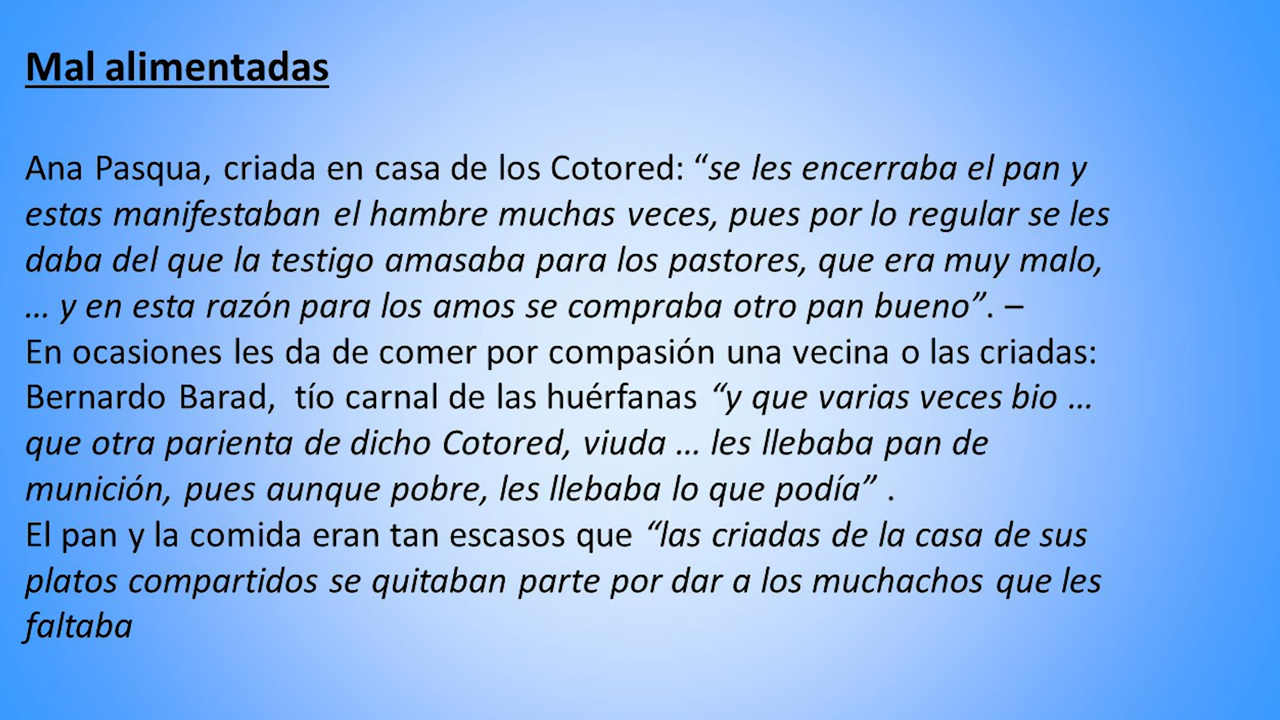 Mal alimentadas
Ana Pasqua, criada en casa de los Cotored: “se les encerraba el pan y
estas manifestaban el hambre muchas veces, pues por lo regular se les
daba del que la testigo amasaba para los pastores, que era muy malo,
... y en esta razón para los amos se compraba otro pan bueno”. –
En ocasiones les da de comer por compasión una vecina o las criadas:
Bernardo Barad,  tío carnal de las huérfanas “y que varias veces bio ...
que otra parienta de dicho Cotored, viuda ... les llebaba pan de
munición, pues aunque pobre, les llebaba lo que podía” .
El pan y la comida eran tan escasos que “las criadas de la casa de sus
platos compartidos se quitaban parte por dar a los muchachos que les
faltaba